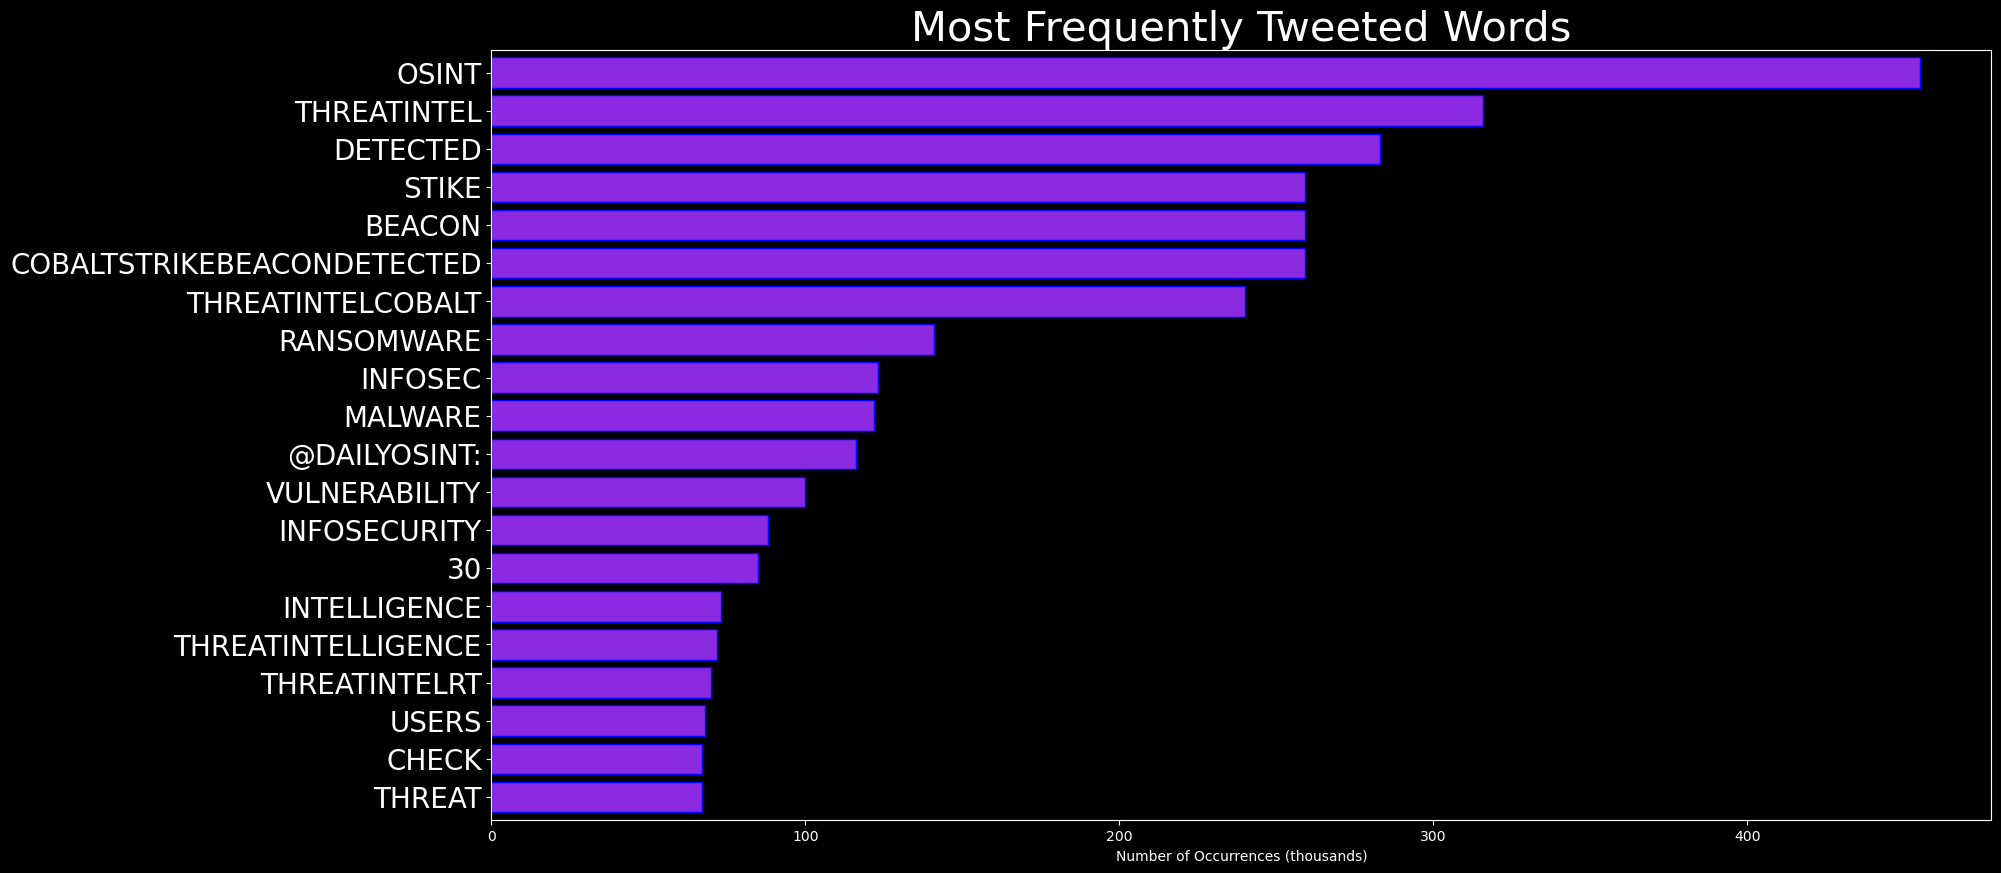 Most Frequently Tweeted Words
OSINT
THREATINTEL
DETECTED
STIKE
BEACON
COBALTSTRIKEBEACONDETECTED
THREATINTELCOBALT
RANSOMWARE
INFOSEC
MALWARE
@DAILYOSINT:
VULNERABILITY
INFOSECURITY
30
INTELLIGENCE
THREATINTELLIGENCE
THREATINTELRT
USERS
CHECK
THREAT
0 100 200 300 400
Number of Occurrences (thousands)